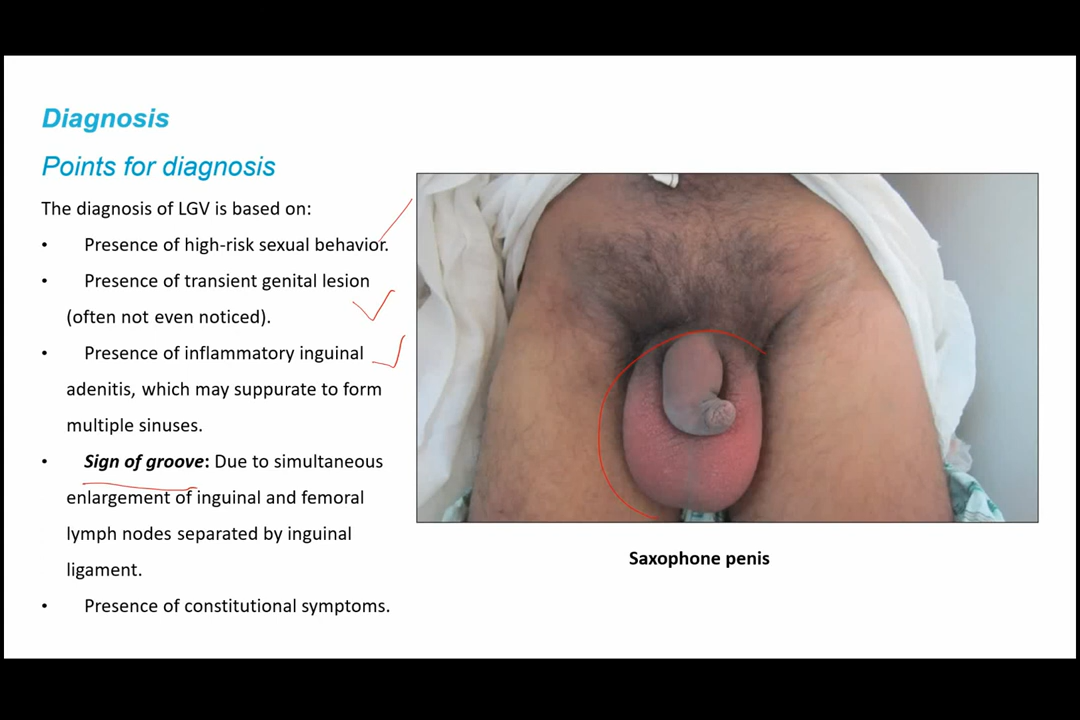 Diagnosis
Points for diagnosis
The diagnosis of LGV is based on:
• Presence of high-risk sexual behavior.
• Presence of transient genital lesion
(often not even noticed).
• Presence of inflammatory inguinal
adenitis, which may suppurate to form
multiple sinuses.
• Sign of groove: Due to simultaneous
enlargement of inguinal and femoral
lymph nodes separated by inguinal
ligament.
• Presence of constitutional symptoms.
Saxophone penis